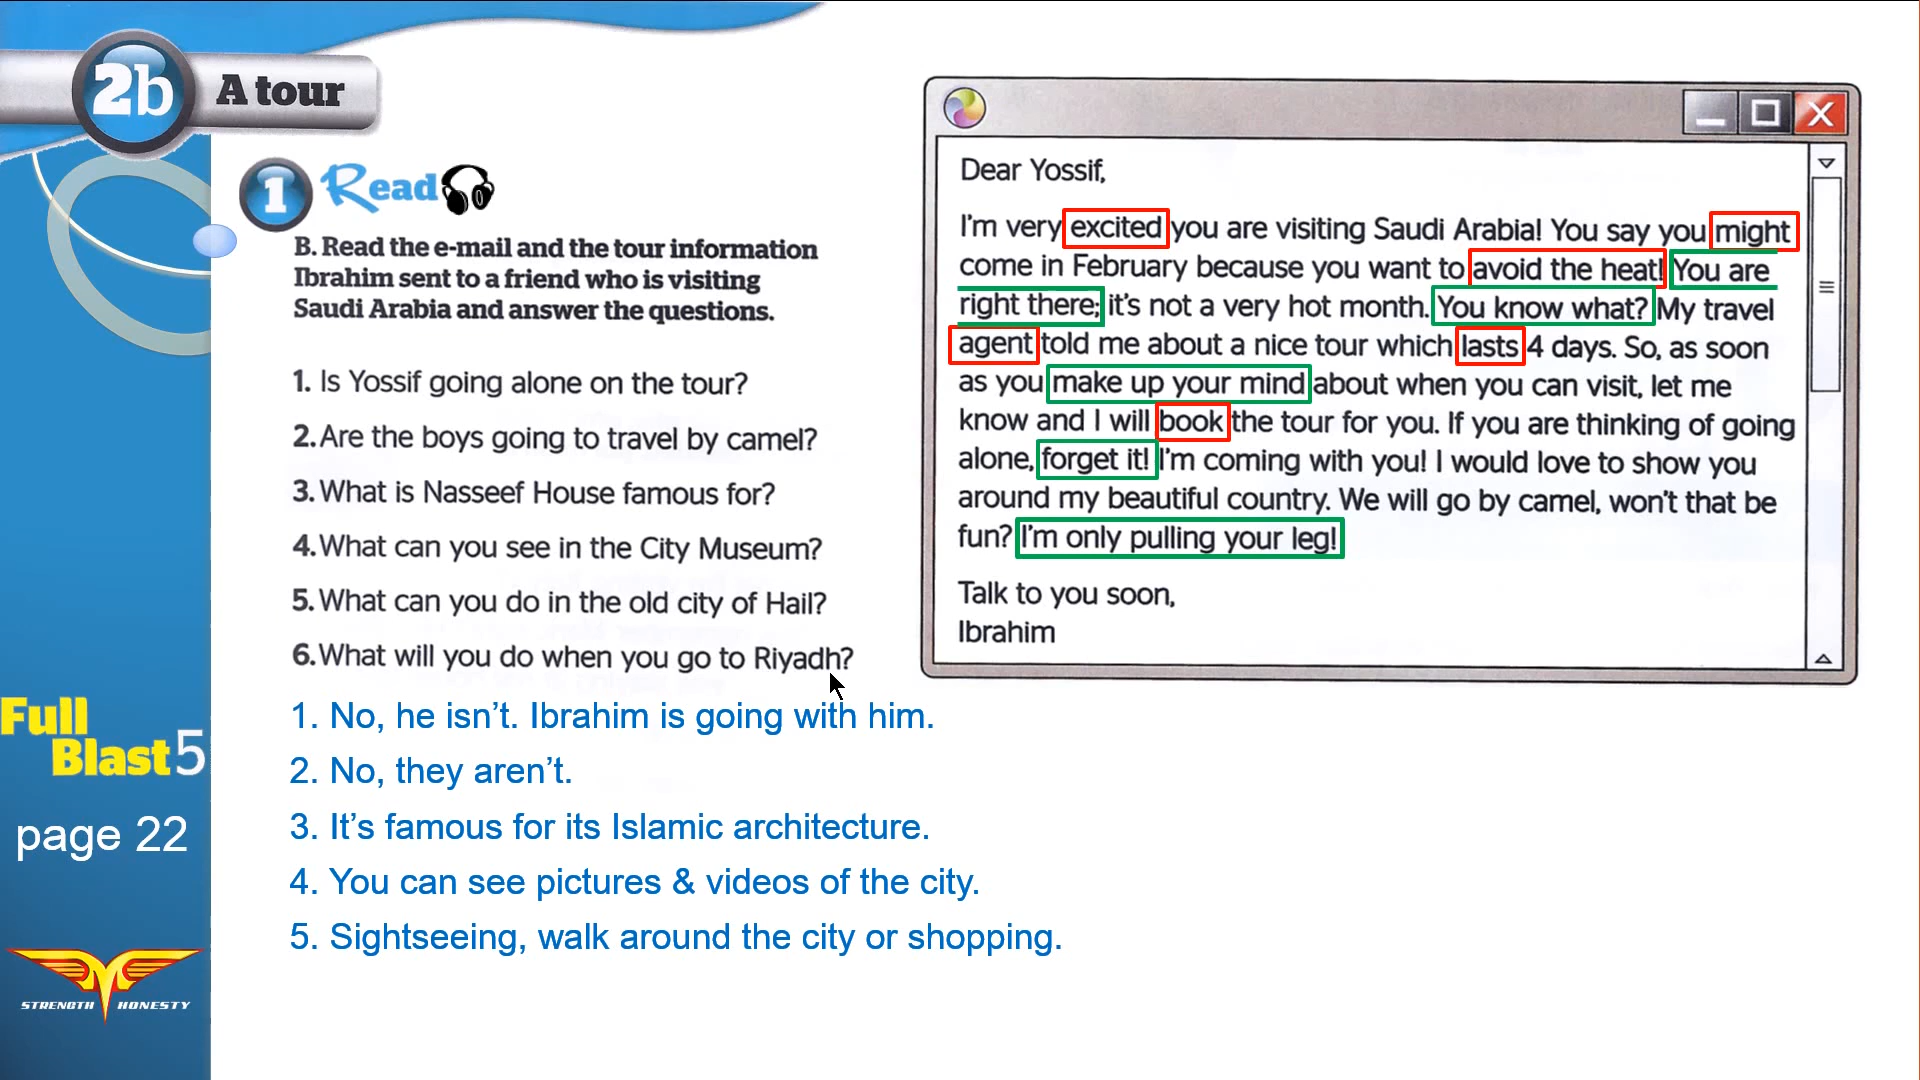 2b A tour
1 Read
B. Read the e-mail and the tour information
Ibrahim sent to a friend who is visiting
Saudi Arabia and answer the questions.
1. Is Yossif going alone on the tour?
2. Are the boys going to travel by camel?
3. What is Nasseef House famous for?
4. What can you see in the City Museum?
5. What can you do in the old city of Hail?
6. What will you do when you go to Riyadh?
1. No, he isn’t. Ibrahim is going with him.
2. No, they aren’t.
3. It’s famous for its Islamic architecture.
4. You can see pictures & videos of the city.
5. Sightseeing, walk around the city or shopping.
Dear Yossif,
I'm very excited you are visiting Saudi Arabia! You say you might
come in February because you want to avoid the heat! You are
right there; it's not a very hot month. You know what? My travel
agent told me about a nice tour which lasts 4 days. So, as soon
as you make up your mind about when you can visit, let me
know and I will book the tour for you. If you are thinking of going
alone, forget it! I'm coming with you! I would love to show you
around my beautiful country. We will go by camel, won't that be
fun? I'm only pulling your leg!
Talk to you soon,
Ibrahim
Full
Blast 5
page 22
STRENGTH HONESTY